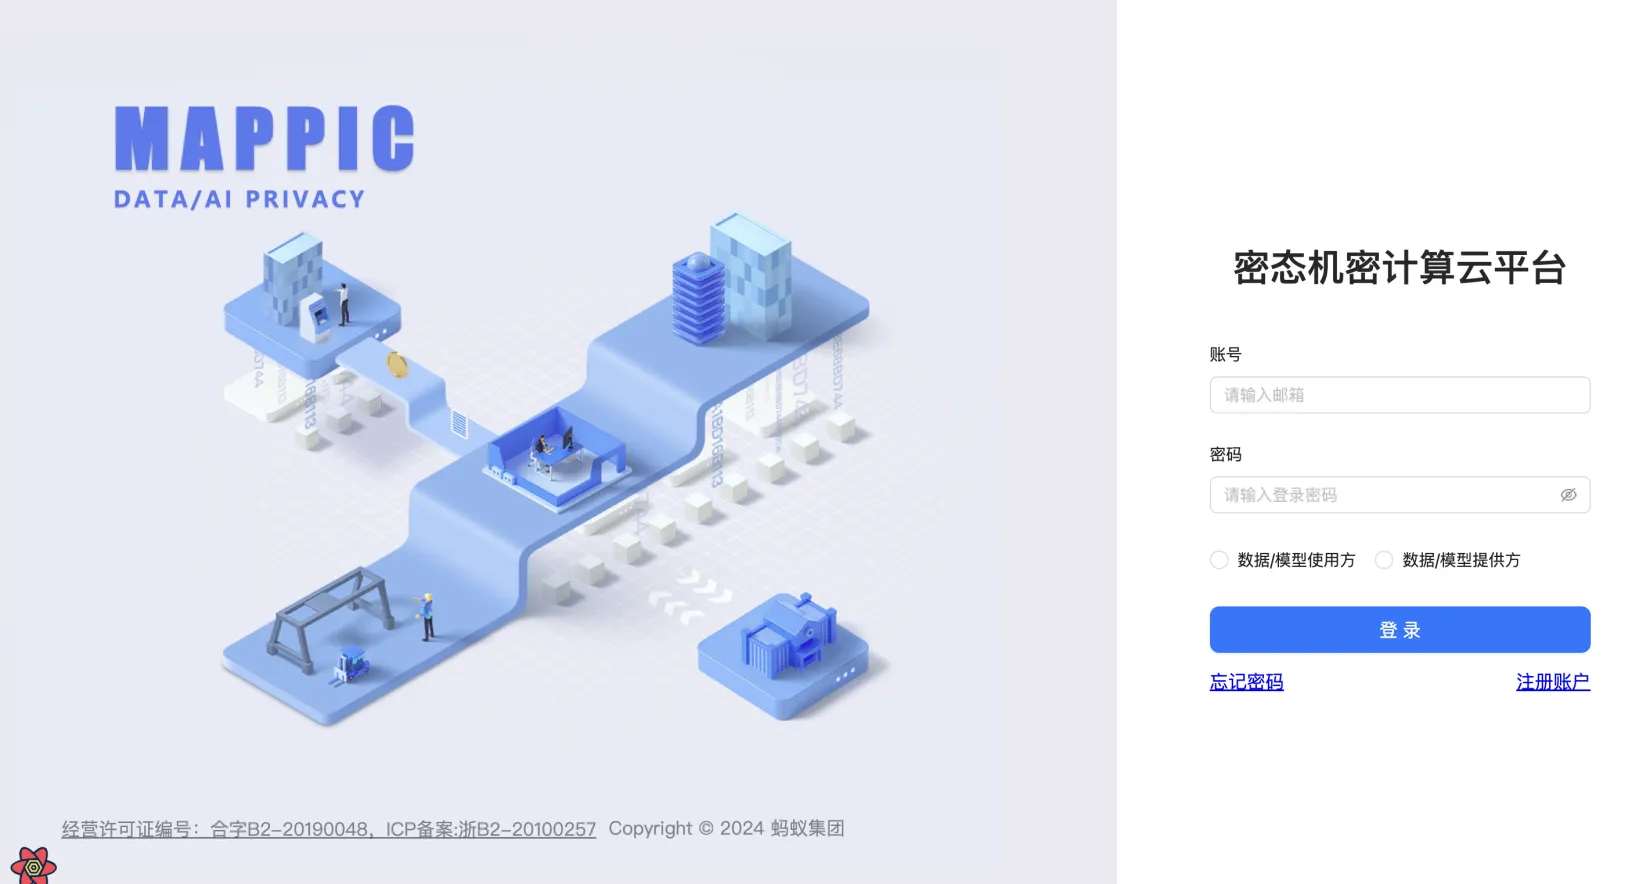 MAPPIC
DATA/AI PRIVACY
密态机密计算云平台
账号
请输入邮箱
密码
请输入登录密码
数据/模型使用方 数据/模型提供方
登 录
忘记密码 注册账户
经营许可证编号：合字B2-20190048，ICP备案:浙B2-20100257 Copyright © 2024 蚂蚁集团